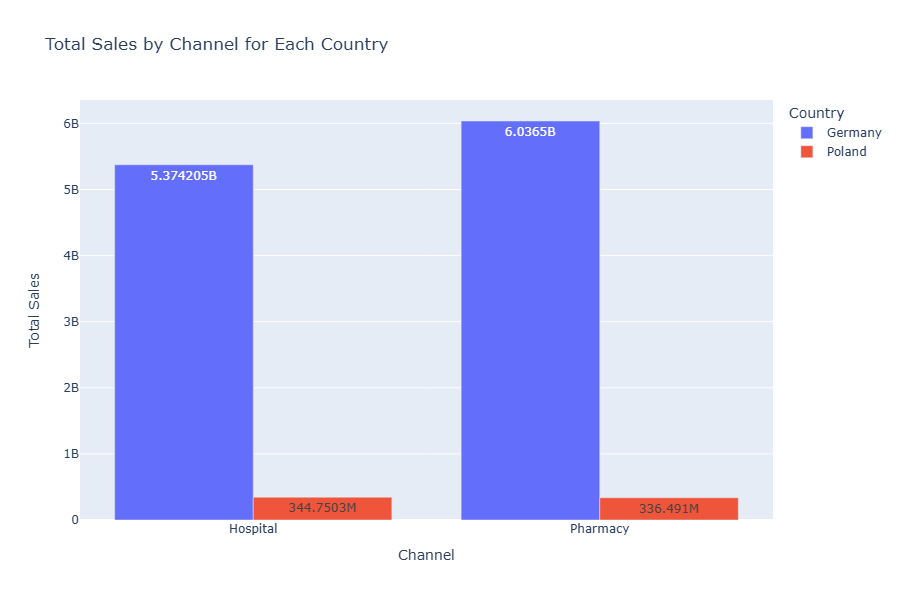 Total Sales by Channel for Each Country
Country
Germany
Poland
6B
5B
4B
3B
2B
1B
0
Total Sales
5.374205B
6.0365B
344.7503M
336.491M
Hospital
Pharmacy
Channel